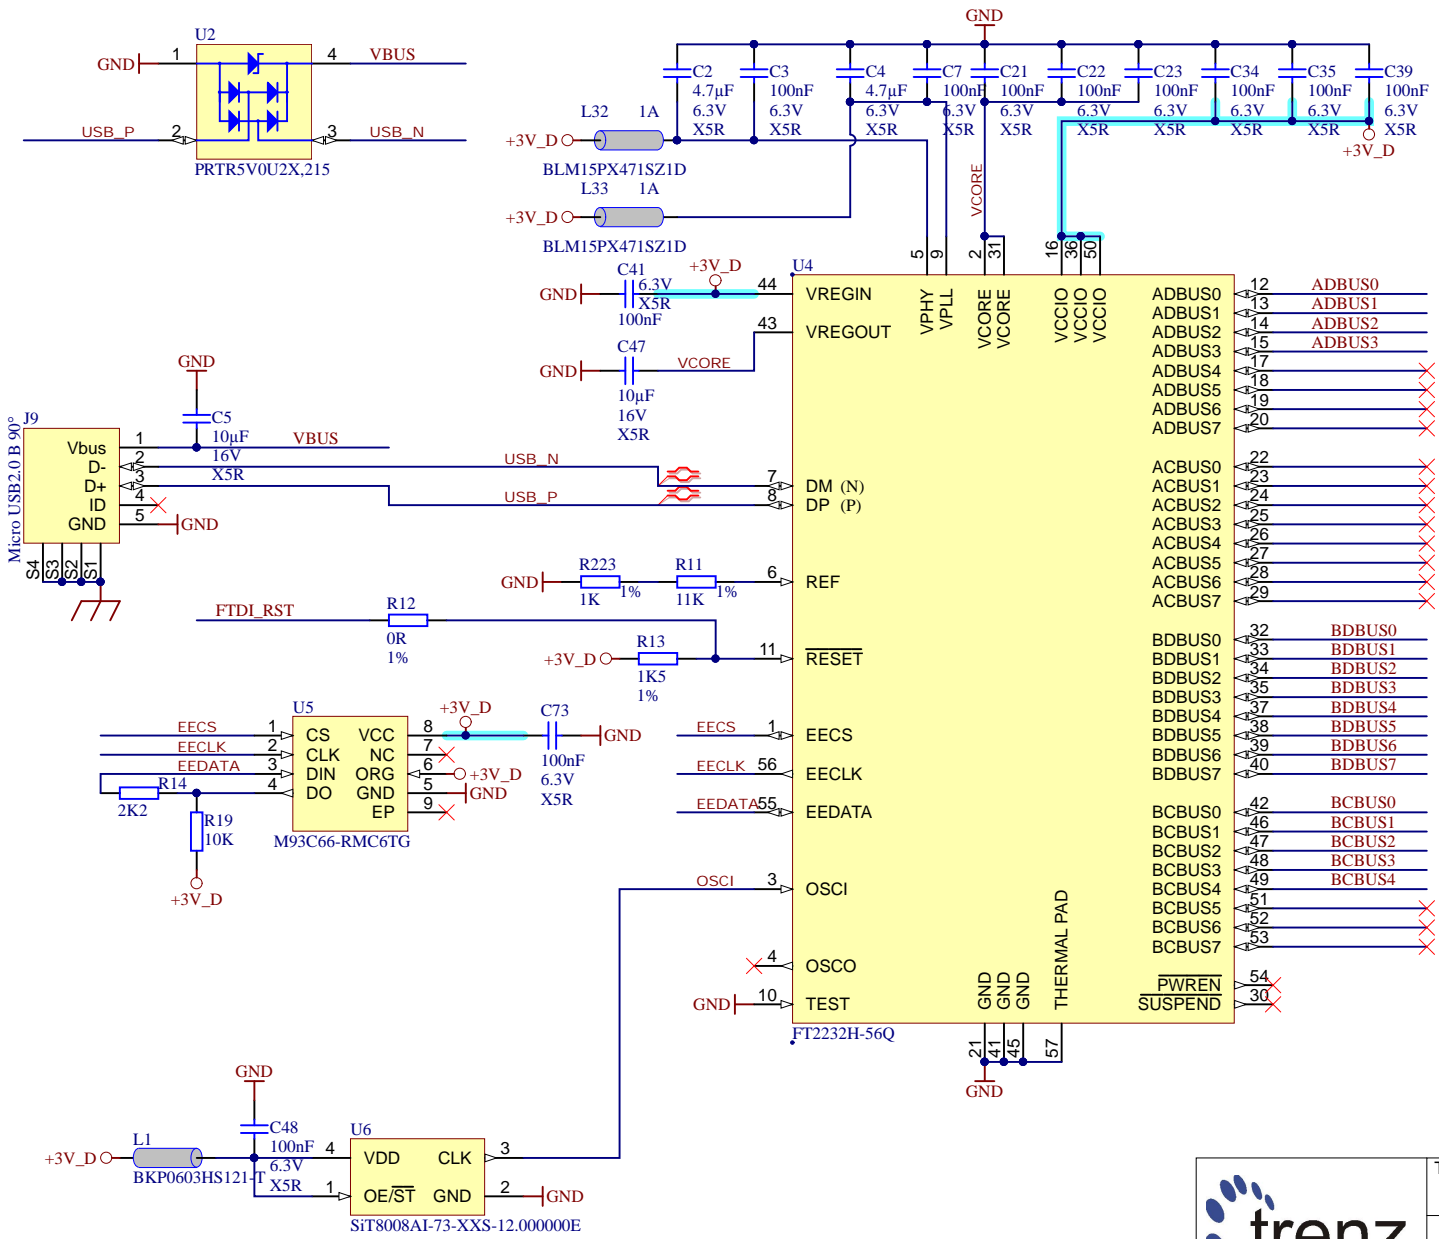 U2
GND 1 4 VBUS
USB_P 2 3 USB_N
PRTR5V0U2X,215
GND
C2 4.7µF 6.3V X5R
C3 100nF 6.3V X5R
C4 4.7µF 6.3V X5R
C7 100nF 6.3V X5R
C21 100nF 6.3V X5R
C22 100nF 6.3V X5R
C23 100nF 6.3V X5R
C34 100nF 6.3V X5R
C35 100nF 6.3V X5R
C39 100nF 6.3V X5R
+3V_D
L32 1A
+3V_D
BLM15PX471SZ1D
L33 1A
+3V_D
BLM15PX471SZ1D
VCORE
5 9 2 31 16 36 50
U4
VPHY VPLL VCORE VCORE VCCIO VCCIO VCCIO
+3V_D
GND C41 6.3V X5R 100nF 44 VREGIN
43 VREGOUT
GND C47 10µF 16V X5R VCORE
GND
C5 10µF 16V X5R
J9
Micro USB2.0 B 90°
Vbus 1 VBUS
D- 2 USB_N 7 DM (N)
D+ 3 USB_P 8 DP (P)
ID 4
GND 5 GND
S4 S3 S2 S1
GND R223 1K 1% R11 11K 1% 6 REF
FTDI_RST R12 0R 1%
+3V_D R13 1K5 1% 11 RESET
U5
EECS 1 CS VCC 8 +3V_D C73 100nF 6.3V X5R GND
EECLK 2 CLK NC 7
EEDATA 3 DIN ORG 6 +3V_D
R14 2K2 4 DO GND 5 GND
EP 9
R19 10K
+3V_D
M93C66-RMC6TG
EECS 1 EECS
EECLK 56 EECLK
EEDATA 55 EEDATA
OSCI 3 OSCI
4 OSCO
GND 10 TEST
ADBUS0 12 ADBUS0
ADBUS1 13 ADBUS1
ADBUS2 14 ADBUS2
ADBUS3 15 ADBUS3
ADBUS4 17
ADBUS5 18
ADBUS6 19
ADBUS7 20
ACBUS0 22
ACBUS1 23
ACBUS2 24
ACBUS3 25
ACBUS4 26
ACBUS5 27
ACBUS6 28
ACBUS7 29
BDBUS0 32 BDBUS0
BDBUS1 33 BDBUS1
BDBUS2 34 BDBUS2
BDBUS3 35 BDBUS3
BDBUS4 37 BDBUS4
BDBUS5 38 BDBUS5
BDBUS6 39 BDBUS6
BDBUS7 40 BDBUS7
BCBUS0 42 BCBUS0
BCBUS1 46 BCBUS1
BCBUS2 47 BCBUS2
BCBUS3 48 BCBUS3
BCBUS4 49 BCBUS4
BCBUS5 51
BCBUS6 52
BCBUS7 53
PWREN 54
SUSPEND 30
GND GND GND THERMAL PAD
FT2232H-56Q
21 41 45 57
GND
GND
C48 100nF 6.3V X5R
+3V_D L1
BKP0603HS121-T
U6
4 VDD CLK 3
1 OE/ST GND 2 GND
SiT8008AI-73-XXS-12.000000E
trenz